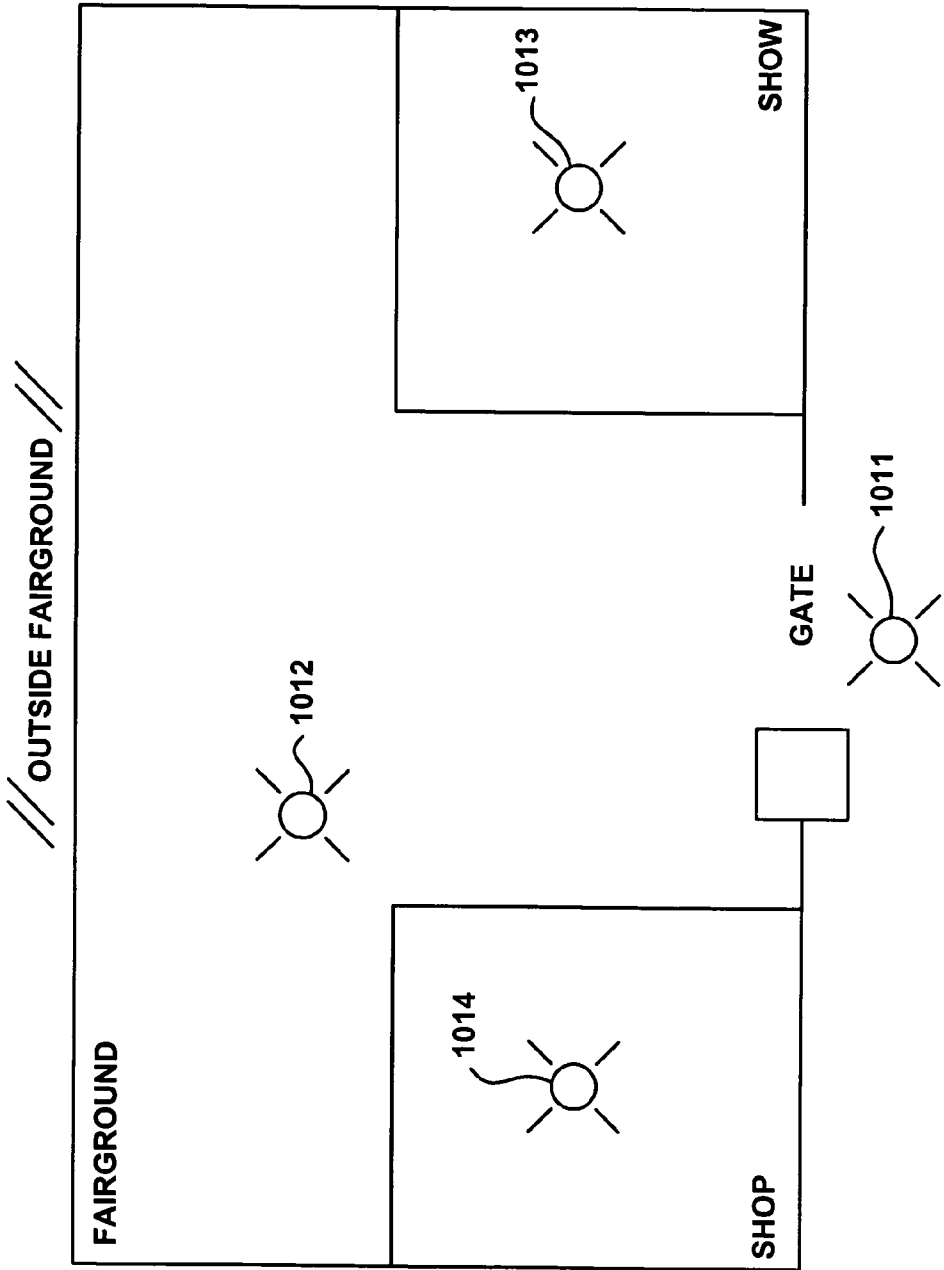 // OUTSIDE FAIRGROUND //
FAIRGROUND
1012
1014
1013
SHOP
GATE
SHOW
1011